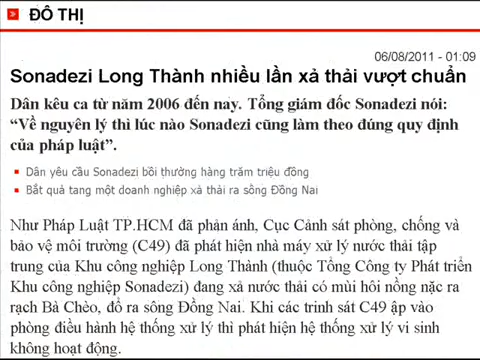 ĐÔ THỊ
06/08/2011 - 01:09
Sonadezi Long Thành nhiều lần xả thải vượt chuẩn
Dân kêu ca từ năm 2006 đến nay. Tổng giám đốc Sonadezi nói:
“Về nguyên lý thì lúc nào Sonadezi cũng làm theo đúng quy định
của pháp luật”.
Dân yêu cầu Sonadezi bồi thường hàng trăm triệu đồng
Bắt quả tang một doanh nghiệp xả thải ra sông Đồng Nai
Như Pháp Luật TP.HCM đã phản ánh, Cục Cảnh sát phòng, chống và
bảo vệ môi trường (C49) đã phát hiện nhà máy xử lý nước thải tập
trung của Khu công nghiệp Long Thành (thuộc Tổng Công ty Phát triển
Khu công nghiệp Sonadezi) đang xả nước thải có mùi hôi nồng nặc ra
rạch Bà Chèo, đổ ra sông Đồng Nai. Khi các trinh sát C49 ập vào
phòng điều hành hệ thống xử lý thì phát hiện hệ thống xử lý vi sinh
không hoạt động.